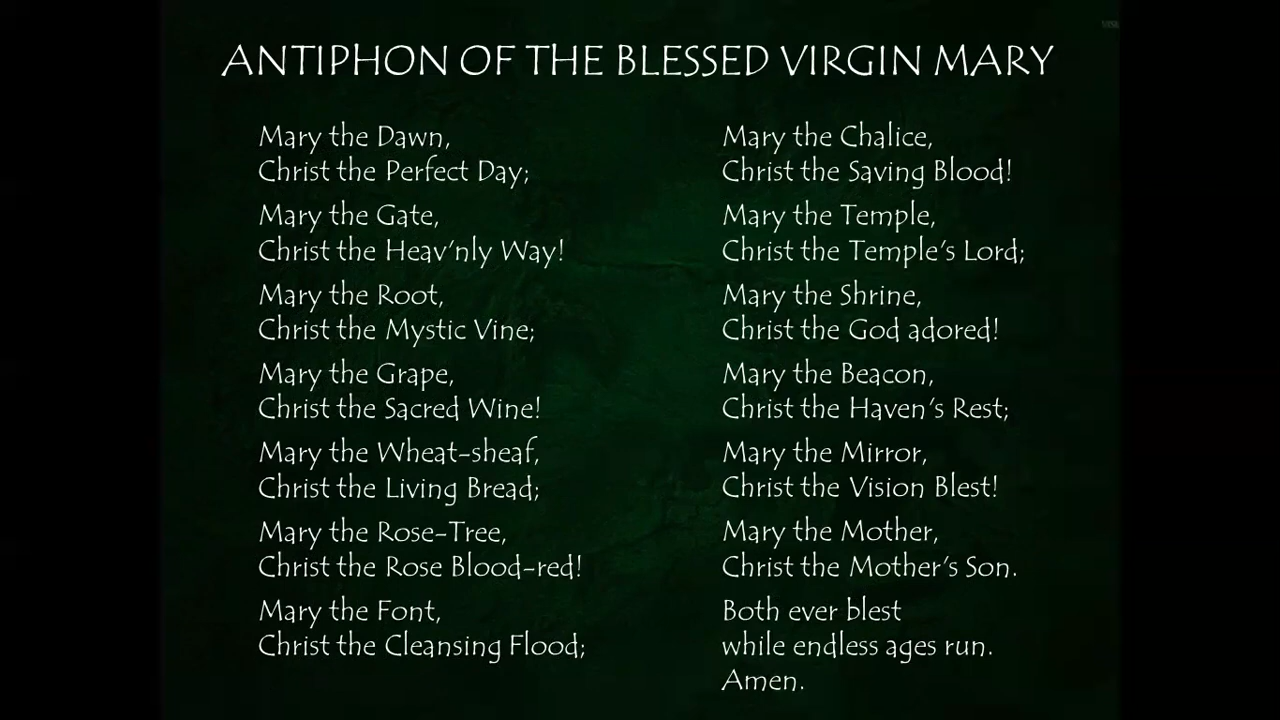 ANTIPHON OF THE BLESSED VIRGIN MARY
Mary the Dawn,
Christ the Perfect Day;
Mary the Gate,
Christ the Heav’nly Way!
Mary the Root,
Christ the Mystic Vine;
Mary the Grape,
Christ the Sacred Wine!
Mary the Wheat-sheaf,
Christ the Living Bread;
Mary the Rose-Tree,
Christ the Rose Blood-red!
Mary the Font,
Christ the Cleansing Flood;
Mary the Chalice,
Christ the Saving Blood!
Mary the Temple,
Christ the Temple’s Lord;
Mary the Shrine,
Christ the God adored!
Mary the Beacon,
Christ the Haven’s Rest;
Mary the Mirror,
Christ the Vision Blest!
Mary the Mother,
Christ the Mother’s Son.
Both ever blest
while endless ages run.
Amen.